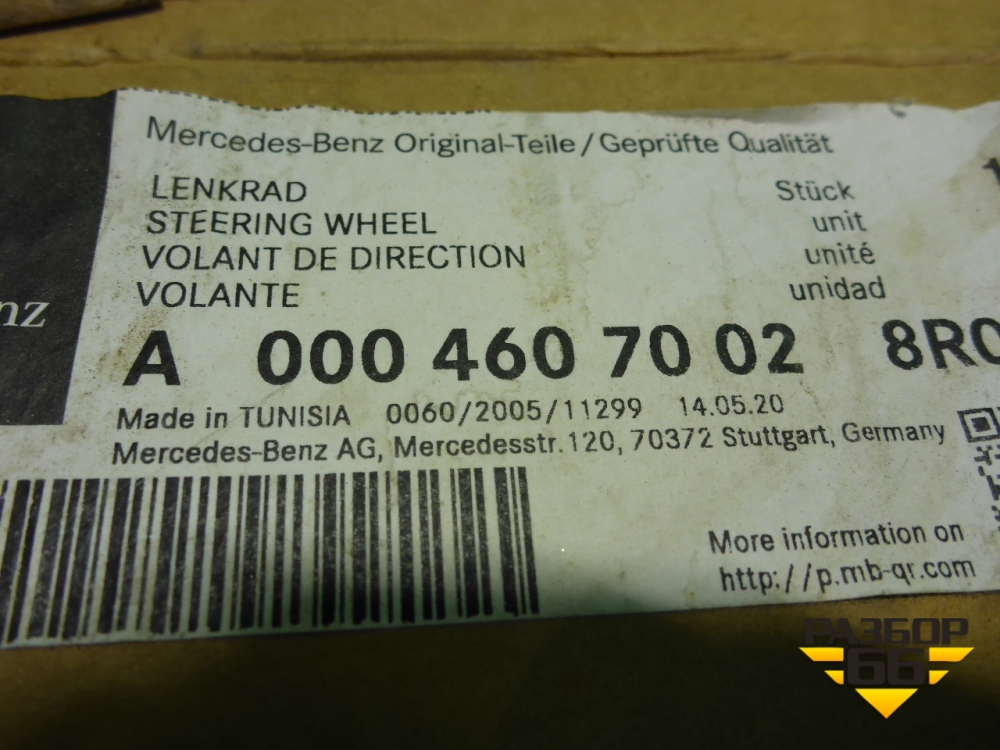 Mercedes-Benz Original-Teile / Geprüfte Qualität
LENKRAD Stück
STEERING WHEEL unit
VOLANT DE DIRECTION unité
VOLANTE unidad
A 000 460 70 02 8R0
Made in TUNISIA 0060/2005/11299 14.05.20
Mercedes-Benz AG, Mercedesstr. 120, 70372 Stuttgart, Germany
More information on
http://p.mb-qr.com
РАЗБОР
66